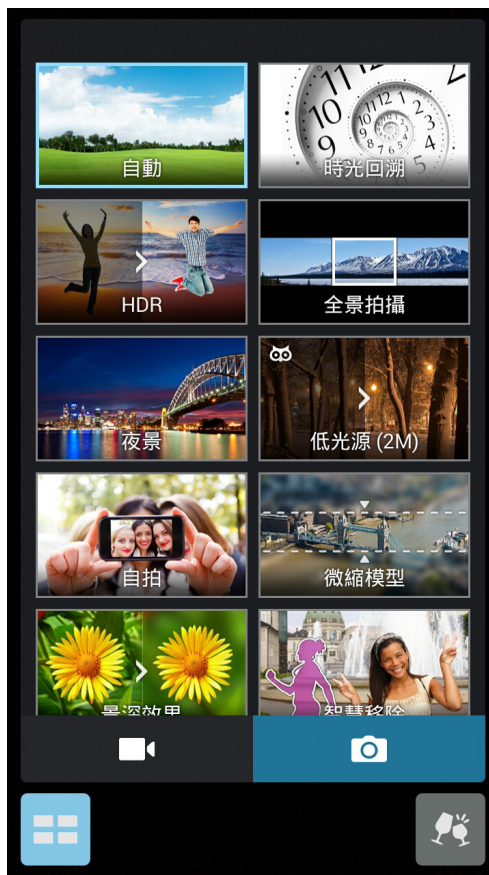 自動
時光回溯
HDR
全景拍攝
夜景
低光源 (2M)
自拍
微縮模型
景深效果
智慧移除